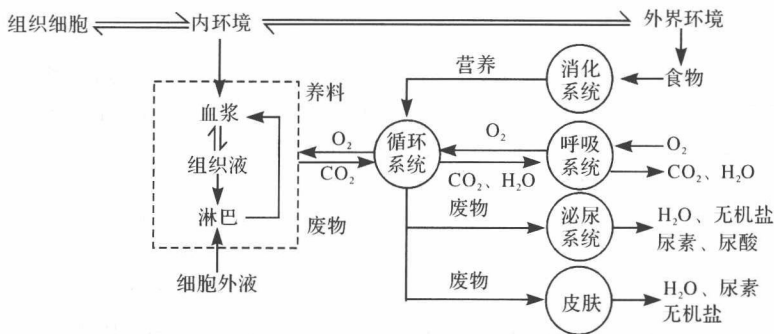 组织细胞
内环境
外界环境
营养
消化
系统
食物
养料
血浆
组织液
淋巴
O₂
CO₂
循环
系统
O₂
CO₂、H₂O
呼吸
系统
O₂
CO₂、H₂O
废物
废物
泌尿
系统
H₂O、无机盐
尿素、尿酸
细胞外液
废物
皮肤
H₂O、尿素
无机盐